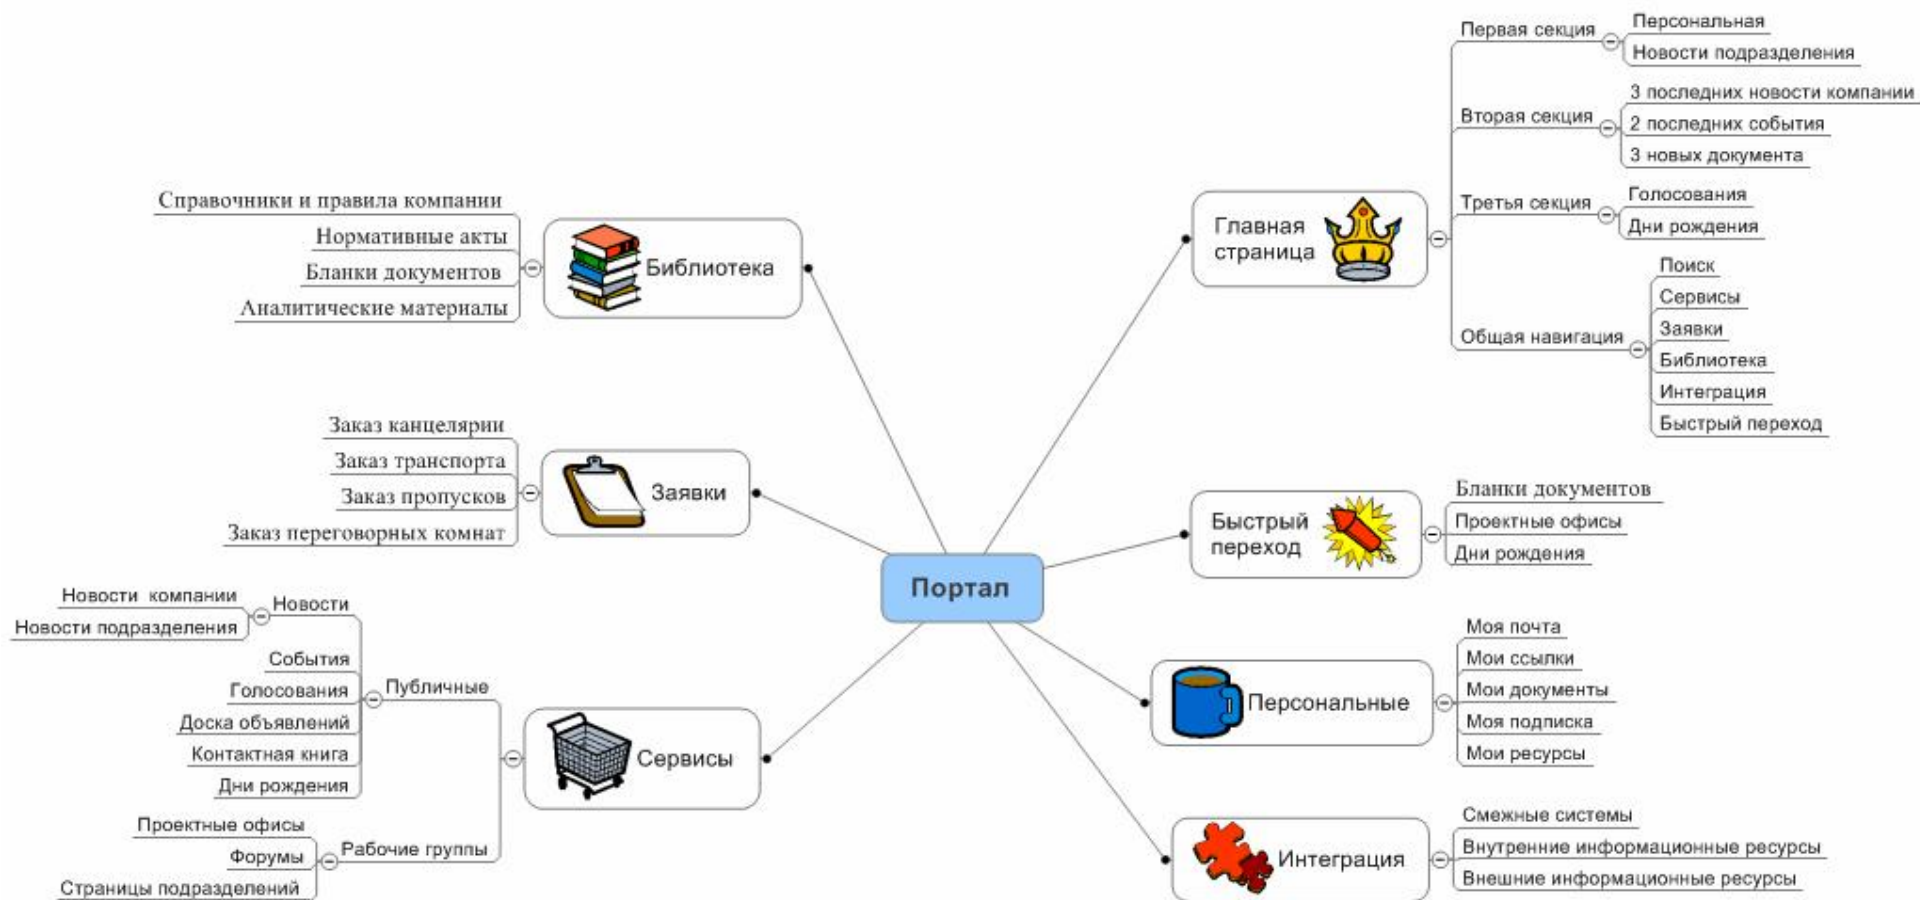 Портал
Главная
страница
Первая секция
Персональная
Новости подразделения
Вторая секция
3 последних новости компании
2 последних события
3 новых документа
Третья секция
Голосования
Дни рождения
Общая навигация
Поиск
Сервисы
Заявки
Библиотека
Интеграция
Быстрый переход
Быстрый
переход
Бланки документов
Проектные офисы
Дни рождения
Персональные
Моя почта
Мои ссылки
Мои документы
Моя подписка
Мои ресурсы
Интеграция
Смежные системы
Внутренние информационные ресурсы
Внешние информационные ресурсы
Библиотека
Справочники и правила компании
Нормативные акты
Бланки документов
Аналитические материалы
Заявки
Заказ канцелярии
Заказ транспорта
Заказ пропусков
Заказ переговорных комнат
Сервисы
Публичные
Новости
Новости компании
Новости подразделения
События
Голосования
Доска объявлений
Контактная книга
Дни рождения
Рабочие группы
Проектные офисы
Форумы
Страницы подразделений